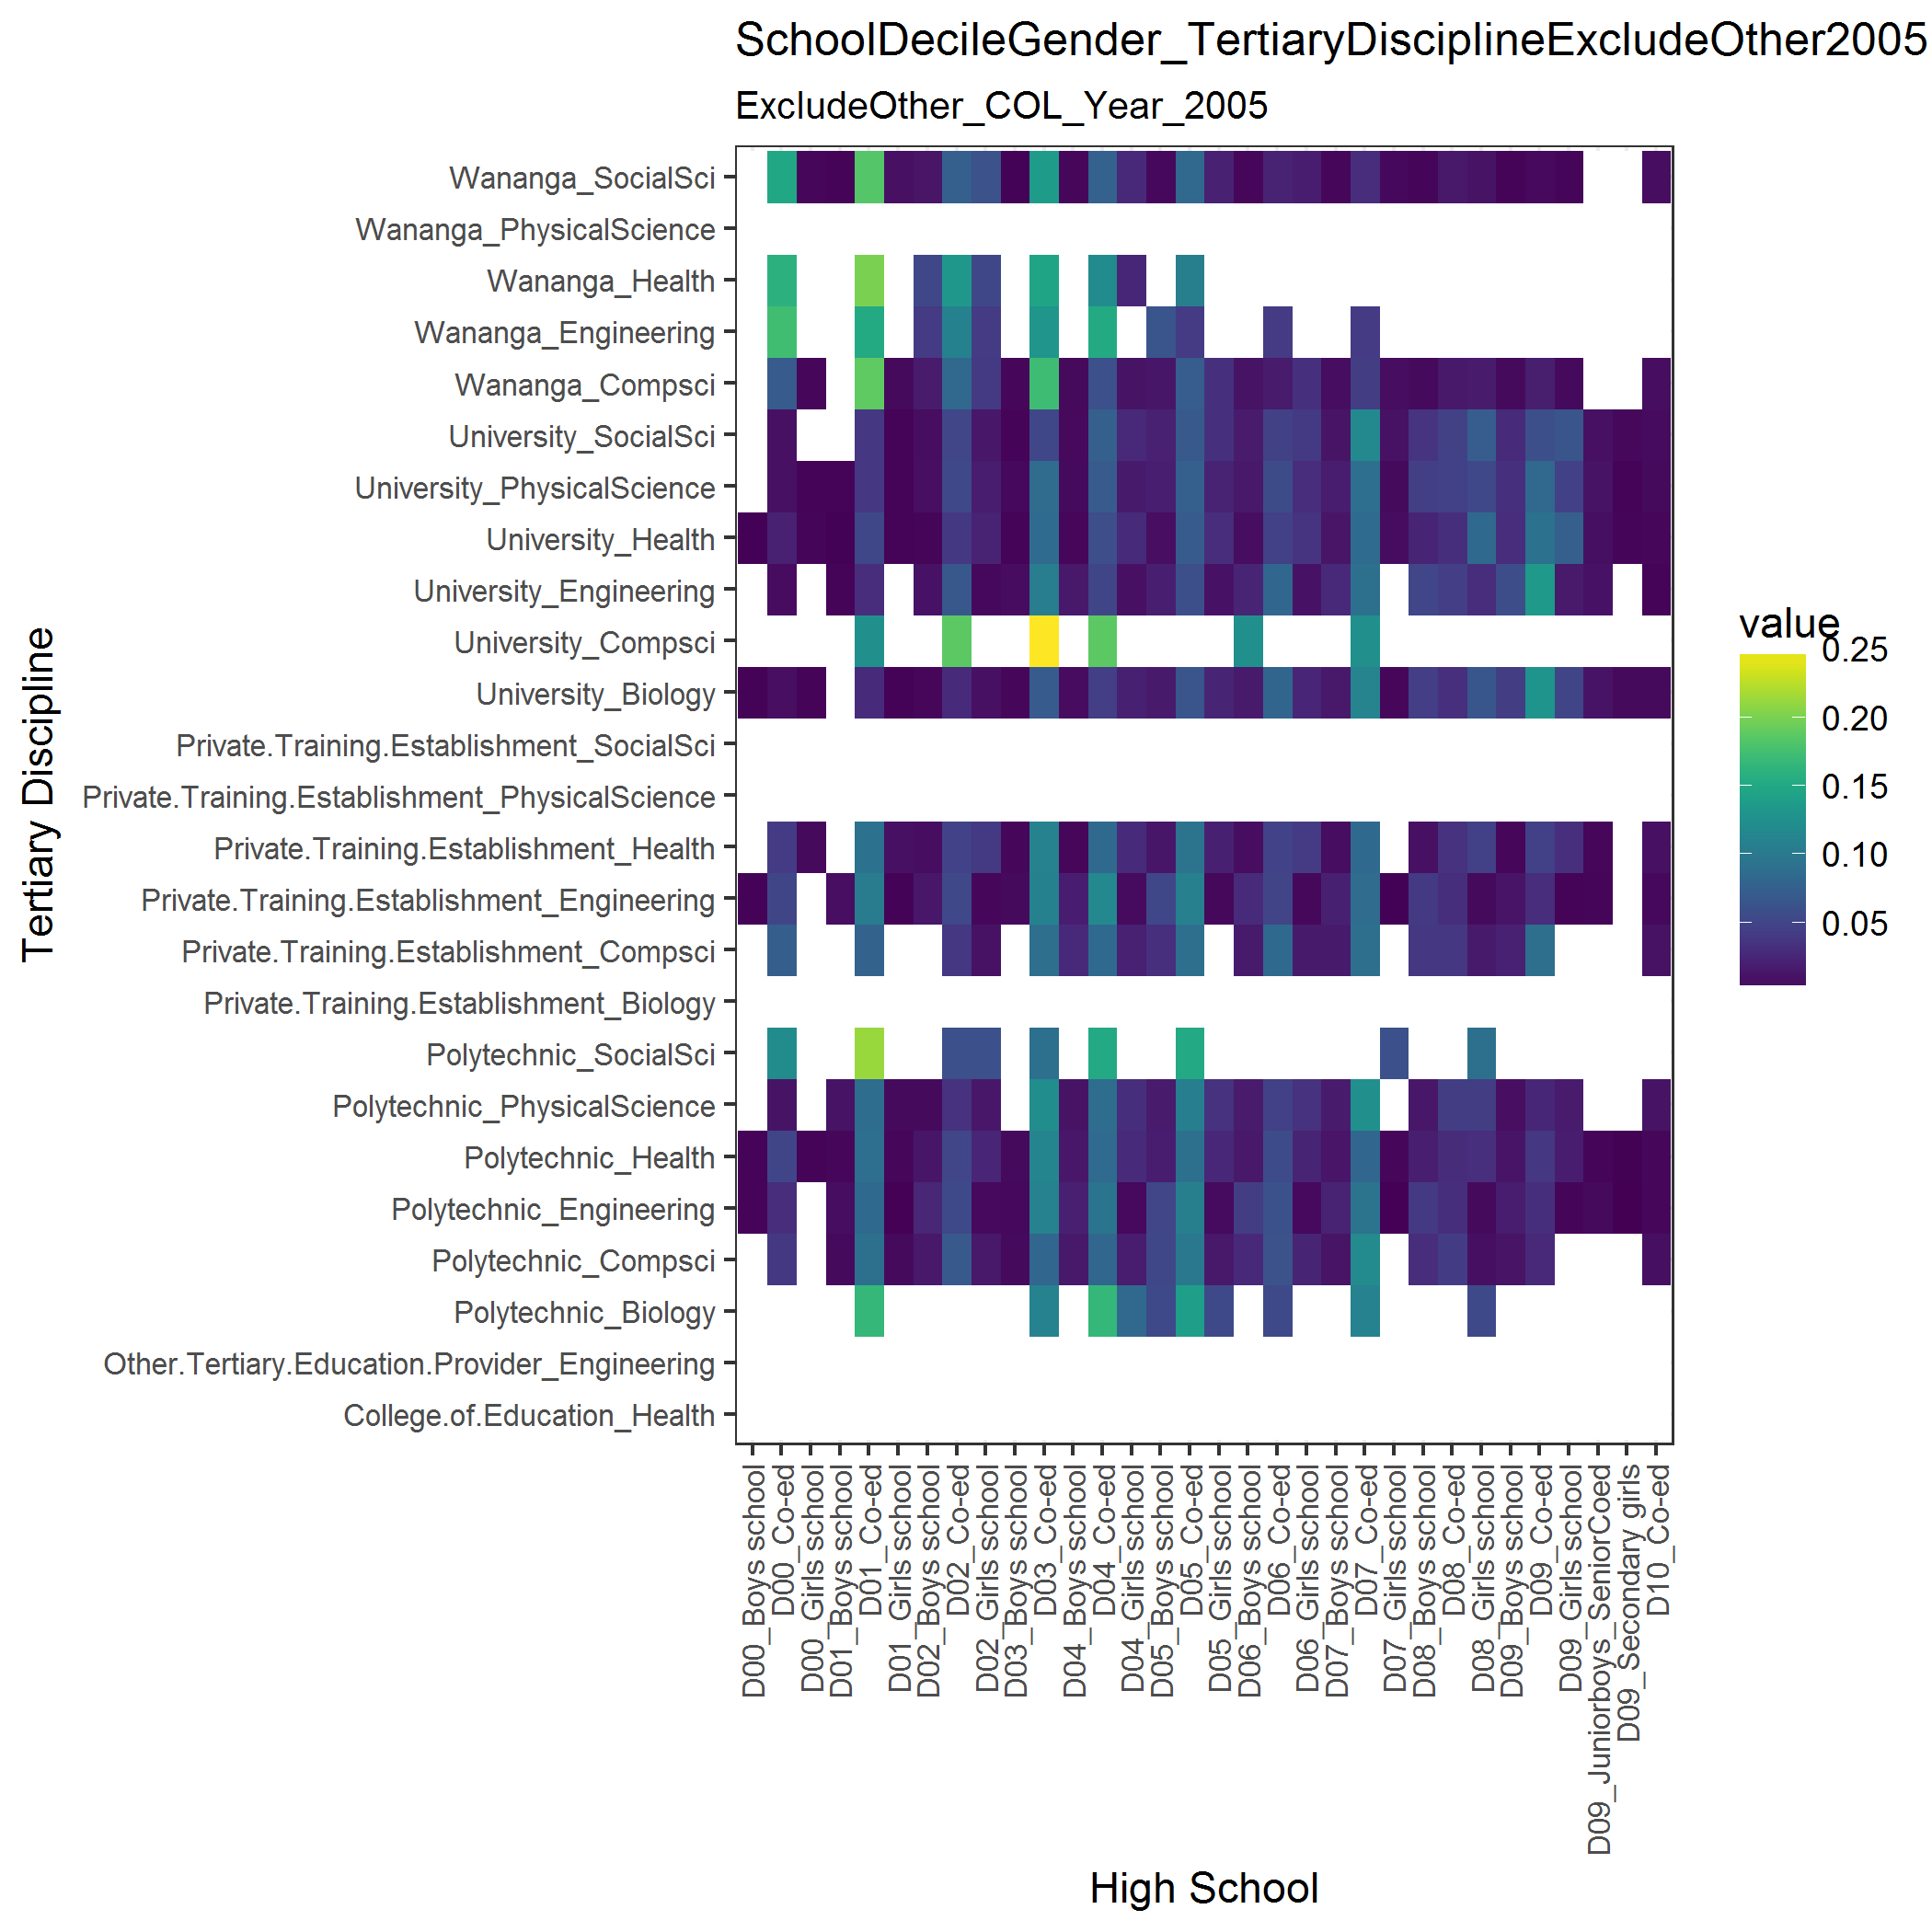 SchoolDecileGender_TertiaryDisciplineExcludeOther2005
ExcludeOther_COL_Year_2005
Tertiary Discipline
Wananga_SocialSci
Wananga_PhysicalScience
Wananga_Health
Wananga_Engineering
Wananga_Compsci
University_SocialSci
University_PhysicalScience
University_Health
University_Engineering
University_Compsci
University_Biology
Private.Training.Establishment_SocialSci
Private.Training.Establishment_PhysicalScience
Private.Training.Establishment_Health
Private.Training.Establishment_Engineering
Private.Training.Establishment_Compsci
Private.Training.Establishment_Biology
Polytechnic_SocialSci
Polytechnic_PhysicalScience
Polytechnic_Health
Polytechnic_Engineering
Polytechnic_Compsci
Polytechnic_Biology
Other.Tertiary.Education.Provider_Engineering
College.of.Education_Health
D00_Boys school
D00_Co-ed
D00_Girls school
D01_Boys school
D01_Co-ed
D01_Girls school
D02_Boys school
D02_Co-ed
D02_Girls school
D03_Boys school
D03_Co-ed
D04_Boys school
D04_Co-ed
D04_Girls school
D05_Boys school
D05_Co-ed
D05_Girls school
D06_Boys school
D06_Co-ed
D06_Girls school
D07_Boys school
D07_Co-ed
D07_Girls school
D08_Boys school
D08_Co-ed
D08_Girls school
D09_Boys school
D09_Co-ed
D09_Girls school
D09_Juniorboys_SeniorCoed
D09_Secondary girls
D10_Co-ed
High School
value
0.25
0.20
0.15
0.10
0.05